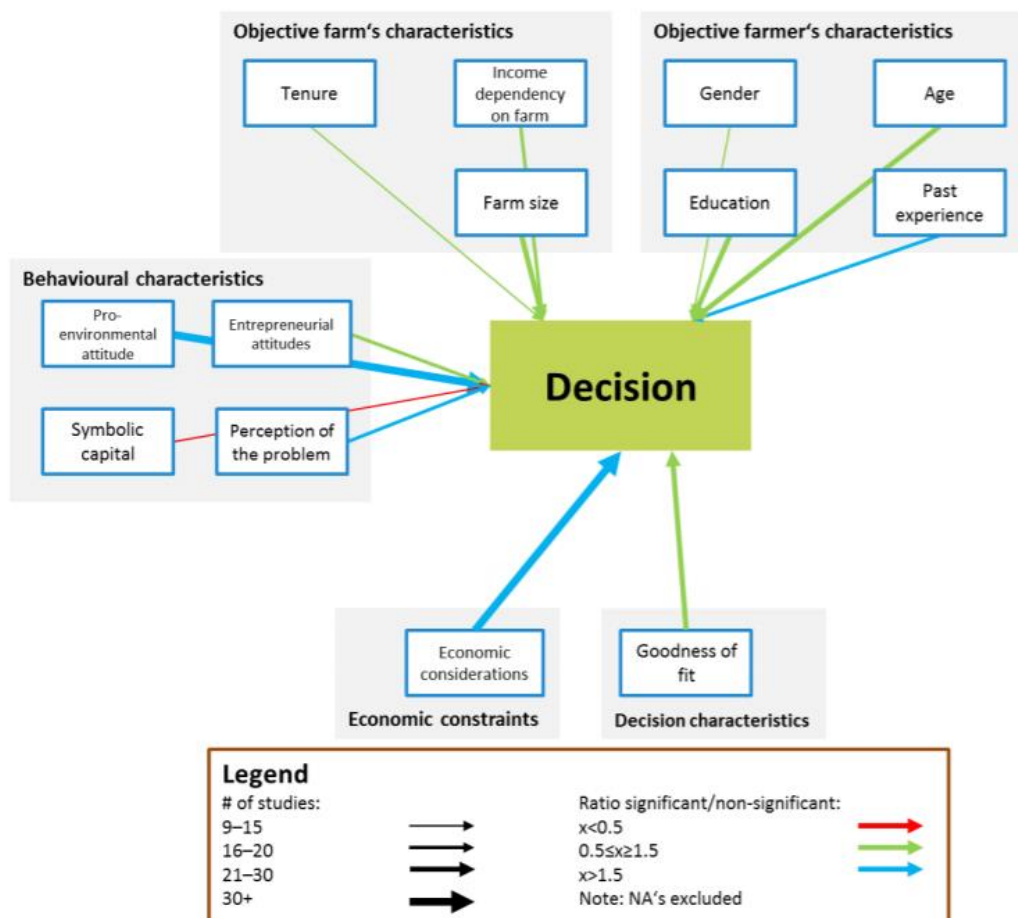 Objective farm‘s characteristics
Tenure
Income
dependency
on farm
Farm size
Objective farmer‘s characteristics
Gender
Age
Education
Past
experience
Behavioural characteristics
Pro-
environmental
attitude
Entrepreneurial
attitudes
Symbolic
capital
Perception of
the problem
Decision
Economic
considerations
Economic constraints
Goodness of
fit
Decision characteristics
Legend
# of studies:
9–15
16–20
21–30
30+
Ratio significant/non-significant:
x<0.5
0.5≤x≥1.5
x>1.5
Note: NA‘s excluded